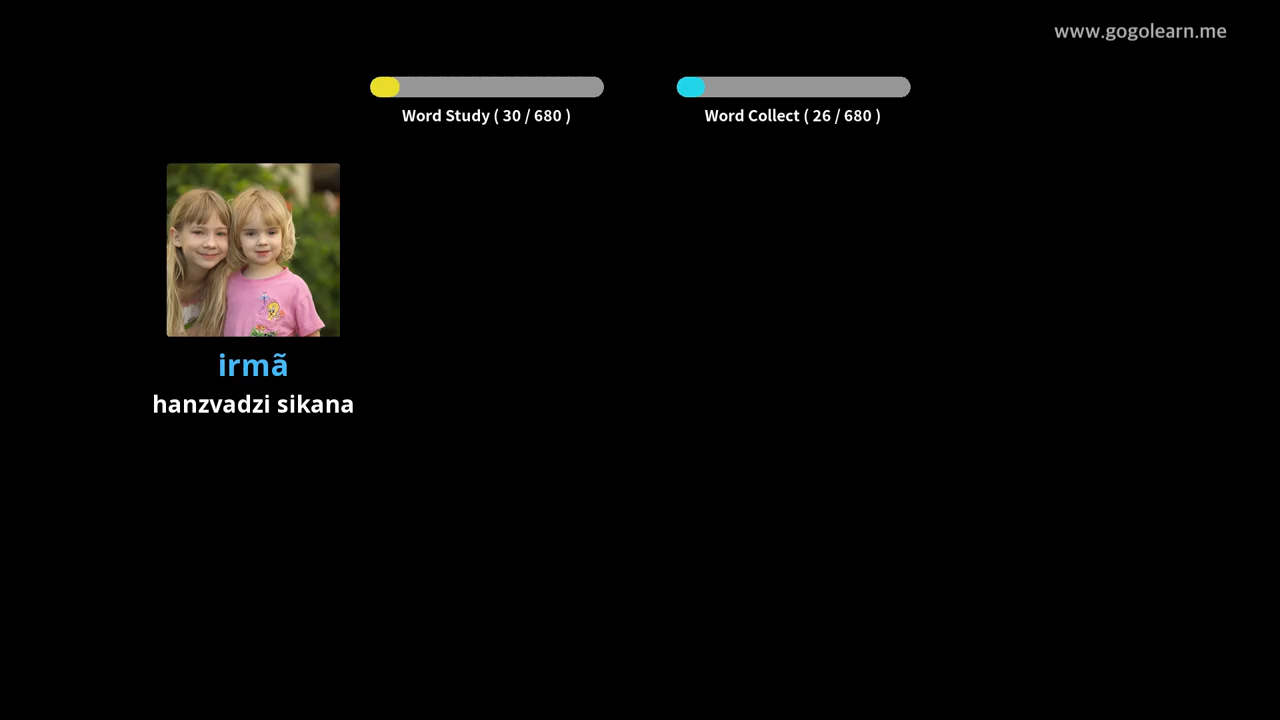 www.gogolearn.me
Word Study ( 30 / 680 )
Word Collect ( 26 / 680 )
irmã
hanzvadzi sikana